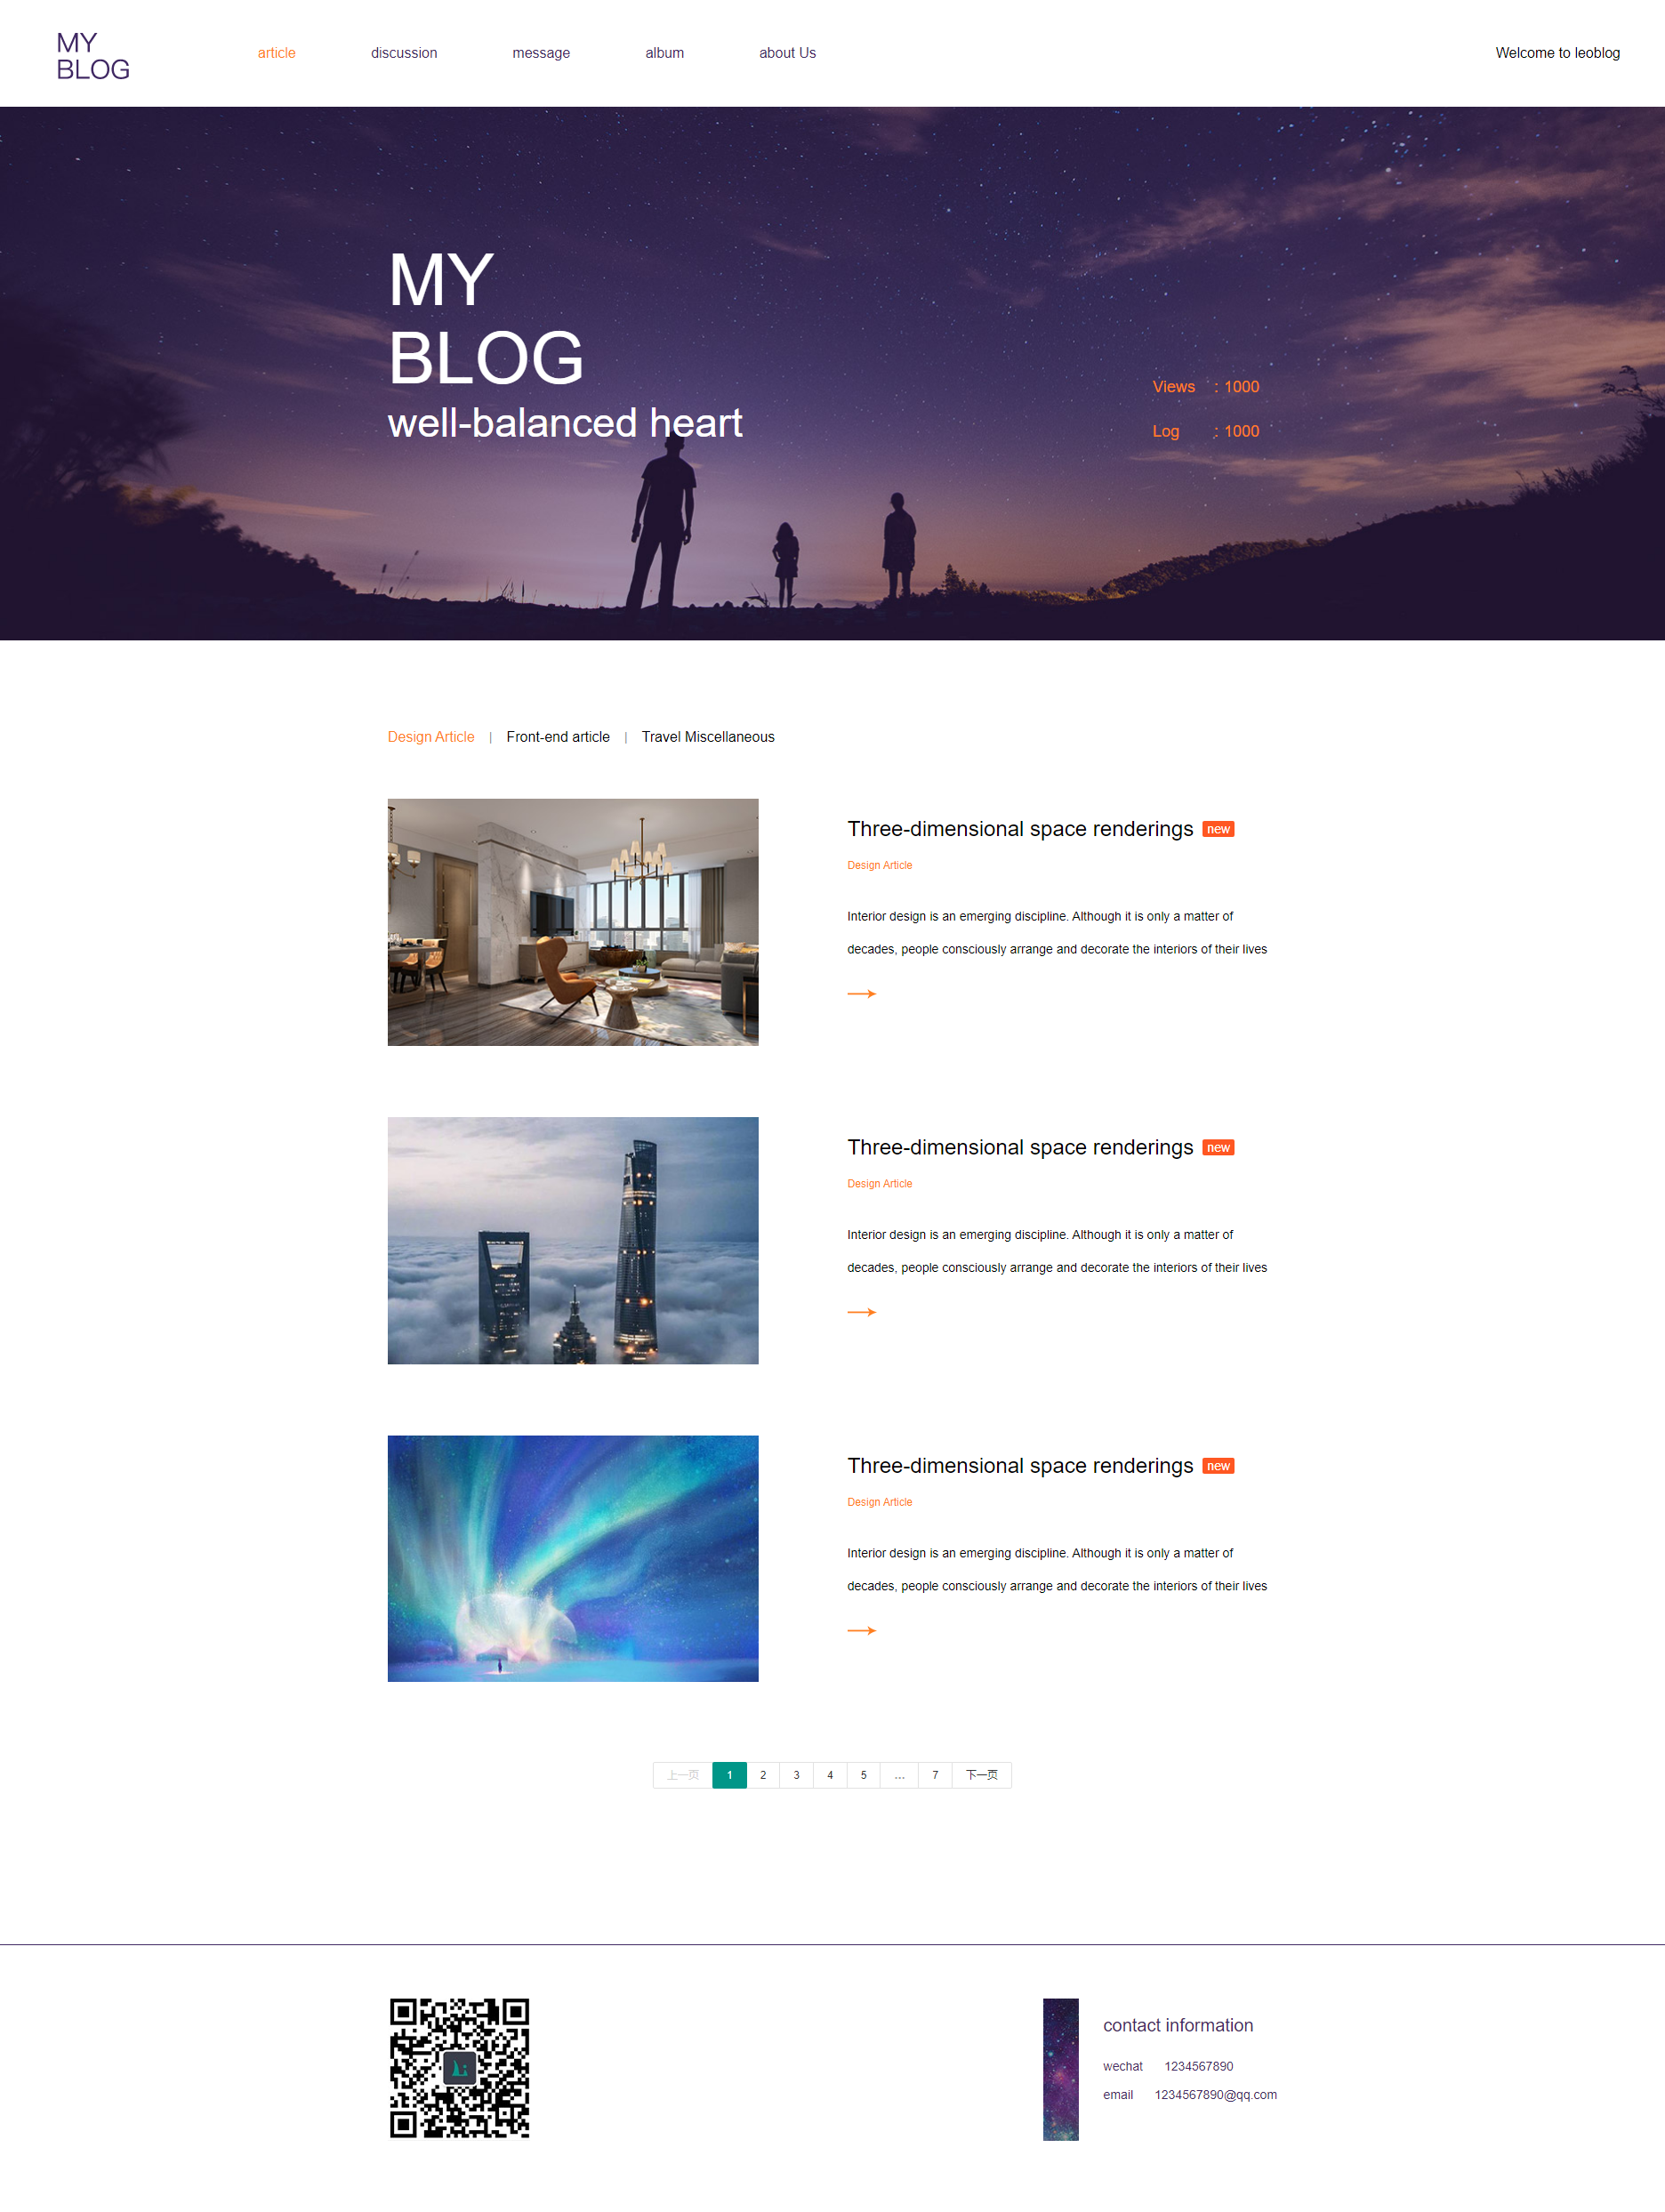 MY
BLOG
article discussion message album about Us Welcome to leoblog
MY
BLOG
well-balanced heart
Views : 1000
Log : 1000
Design Article | Front-end article | Travel Miscellaneous
Three-dimensional space renderings new
Design Article
Interior design is an emerging discipline. Although it is only a matter of
decades, people consciously arrange and decorate the interiors of their lives
Three-dimensional space renderings new
Design Article
Interior design is an emerging discipline. Although it is only a matter of
decades, people consciously arrange and decorate the interiors of their lives
Three-dimensional space renderings new
Design Article
Interior design is an emerging discipline. Although it is only a matter of
decades, people consciously arrange and decorate the interiors of their lives
上一页 1 2 3 4 5 … 7 下一页
contact information
wechat 1234567890
email 1234567890@qq.com